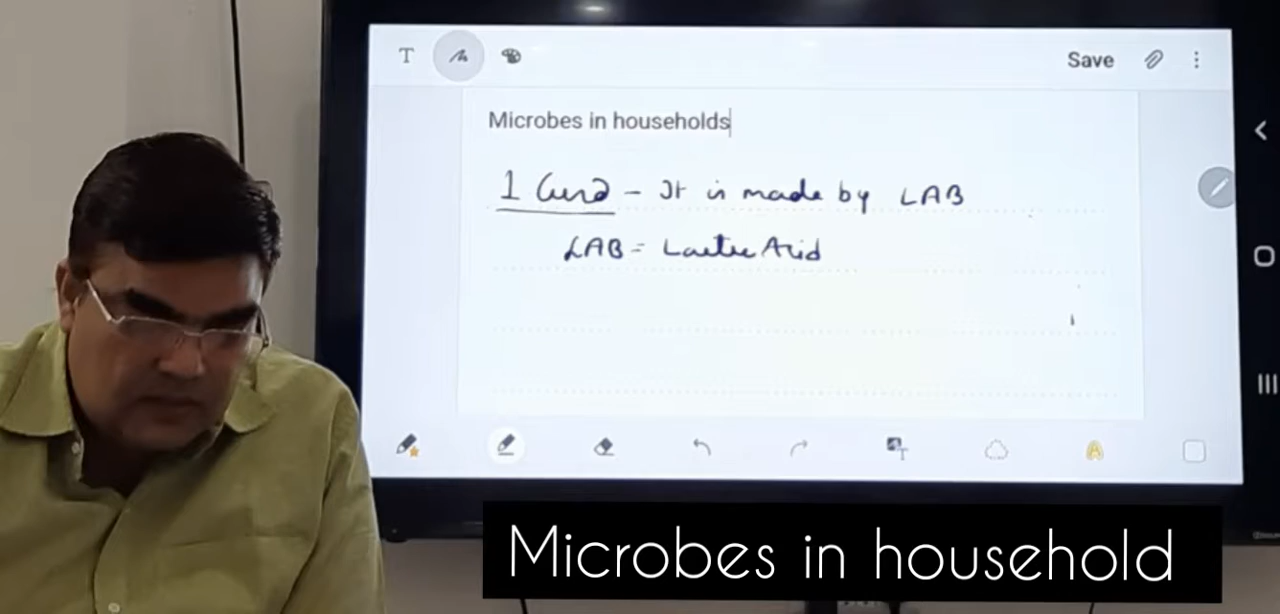 T Save
Microbes in households
1 Curd - It is made by LAB
LAB = Lactic Acid
Microbes in household